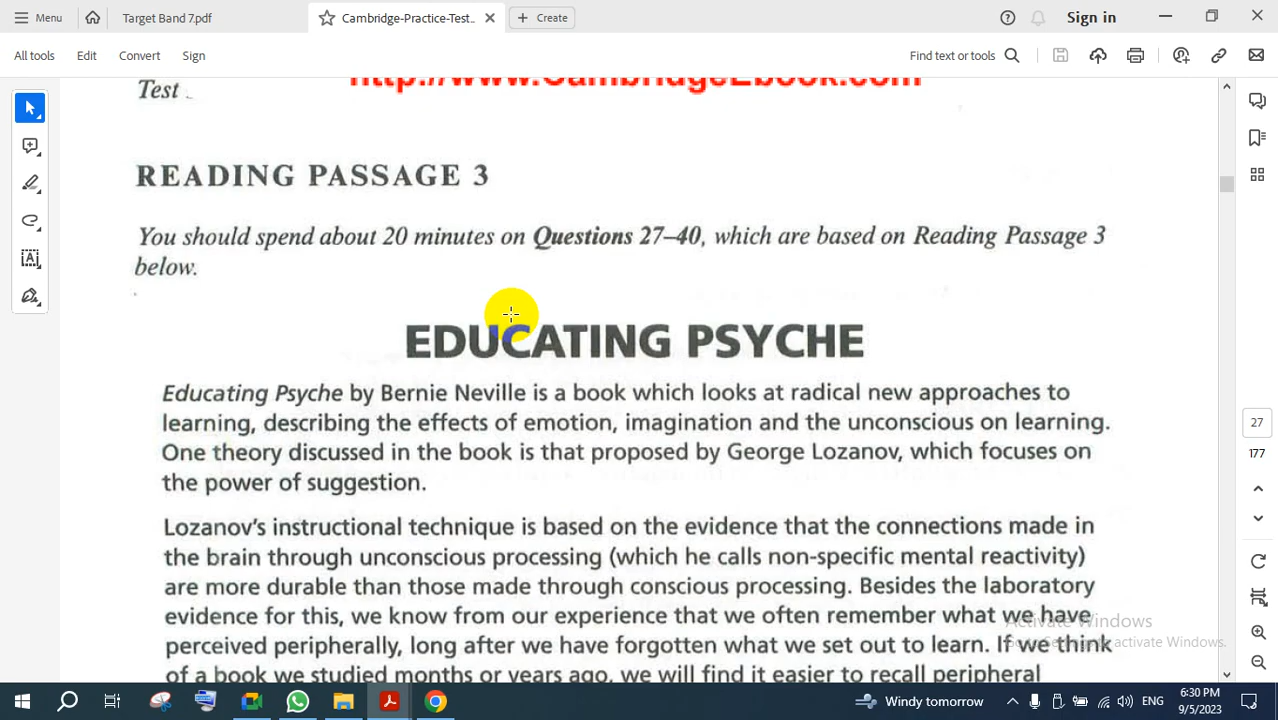 Menu
Target Band 7.pdf
Cambridge-Practice-Test...
Create
Sign in
All tools
Edit
Convert
Sign
Find text or tools
Test
http://www.CambridgeEbook.com
READING PASSAGE 3
You should spend about 20 minutes on Questions 27–40, which are based on Reading Passage 3
below.
EDUCATING PSYCHE
Educating Psyche by Bernie Neville is a book which looks at radical new approaches to
learning, describing the effects of emotion, imagination and the unconscious on learning.
One theory discussed in the book is that proposed by George Lozanov, which focuses on
the power of suggestion.
Lozanov's instructional technique is based on the evidence that the connections made in
the brain through unconscious processing (which he calls non-specific mental reactivity)
are more durable than those made through conscious processing. Besides the laboratory
evidence for this, we know from our experience that we often remember what we have
perceived peripherally, long after we have forgotten what we set out to learn. If we think
of a book we studied months or years ago, we will find it easier to recall peripheral
27
177
Activate Windows
Go to Settings to activate Windows.
Windy tomorrow
ENG
6:30 PM
9/5/2023